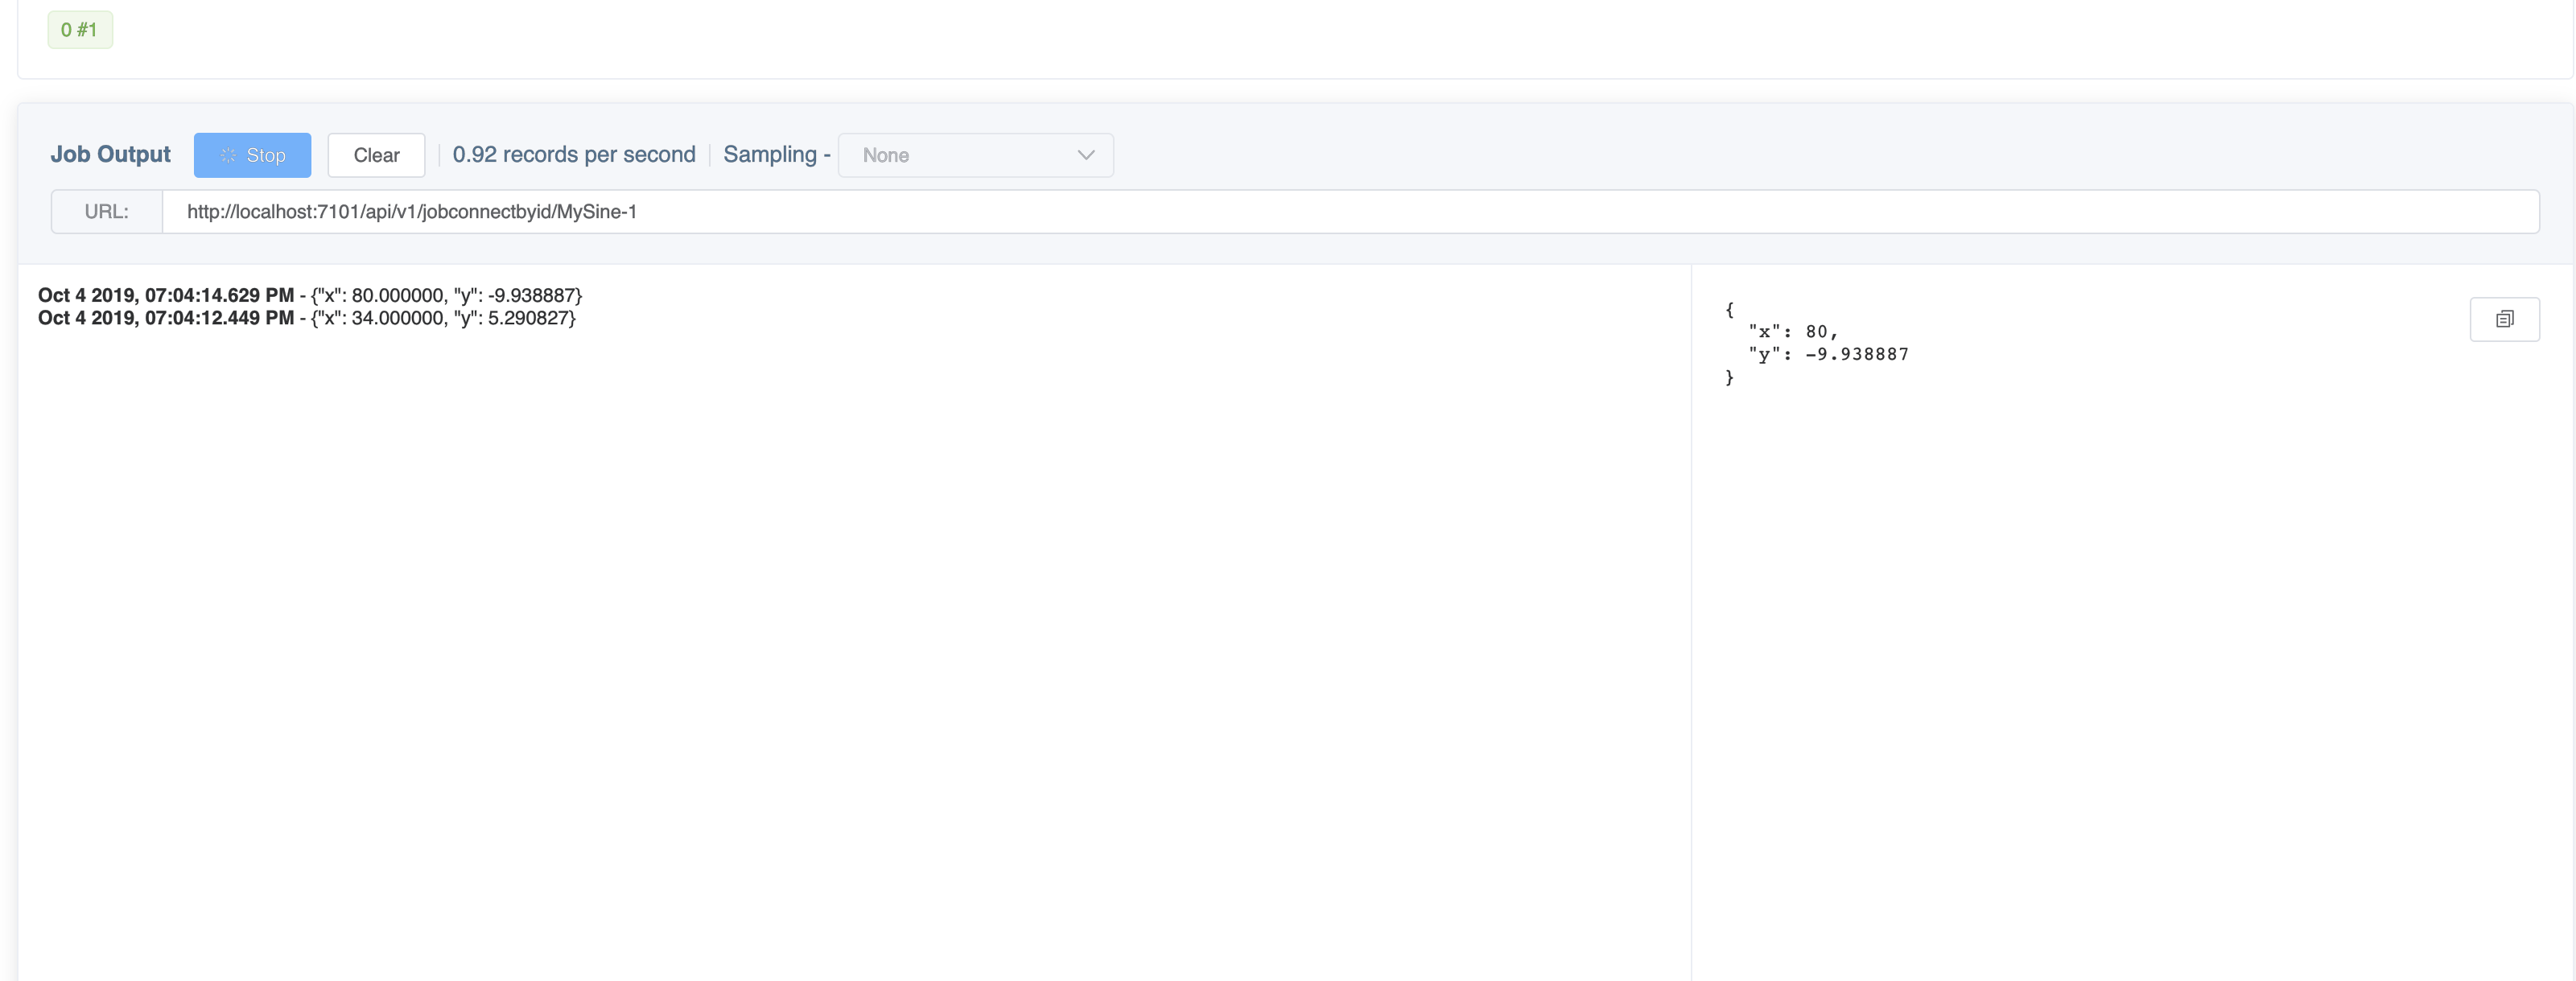 0 #1
Job Output Stop Clear 0.92 records per second Sampling - None
URL: http://localhost:7101/api/v1/jobconnectbyid/MySine-1
Oct 4 2019, 07:04:14.629 PM - {"x": 80.000000, "y": -9.938887}
Oct 4 2019, 07:04:12.449 PM - {"x": 34.000000, "y": 5.290827}
{
"x": 80,
"y": -9.938887
}